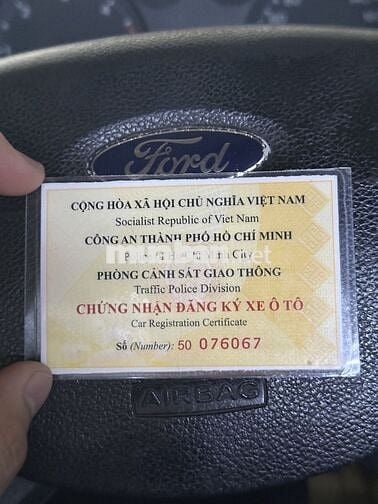 Ford
CỘNG HÒA XÃ HỘI CHỦ NGHĨA VIỆT NAM
Socialist Republic of Viet Nam
CÔNG AN THÀNH PHỐ HỒ CHÍ MINH
City
PHÒNG CẢNH SÁT GIAO THÔNG
Traffic Police Division
CHỨNG NHẬN ĐĂNG KÝ XE Ô TÔ
Car Registration Certificate
Số (Number): 50 076067
AIRBAG